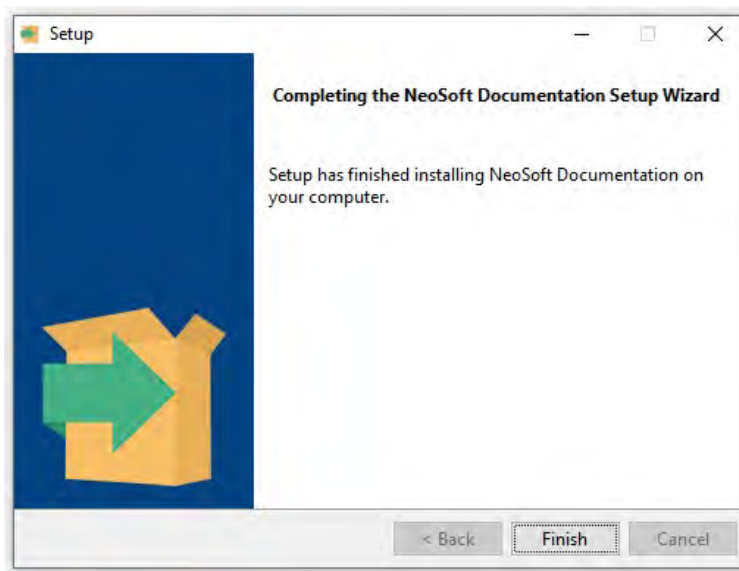 Setup
Completing the NeoSoft Documentation Setup Wizard
Setup has finished installing NeoSoft Documentation on
your computer.
< Back
Finish
Cancel